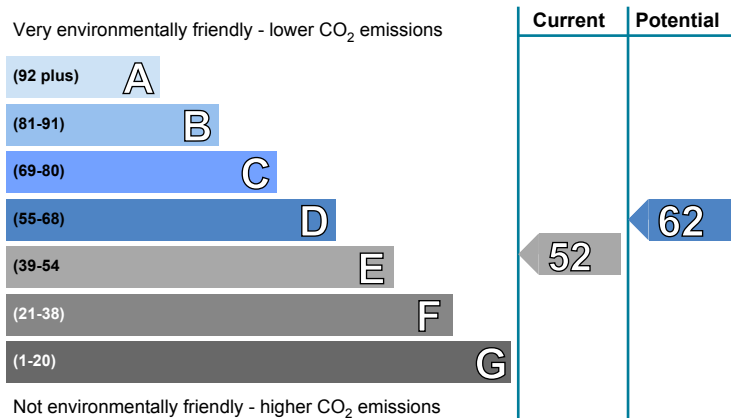 Very environmentally friendly - lower CO2 emissions
Current
Potential
(92 plus) A
(81-91) B
(69-80) C
(55-68) D
62
(39-54 E
52
(21-38) F
(1-20) G
Not environmentally friendly - higher CO2 emissions